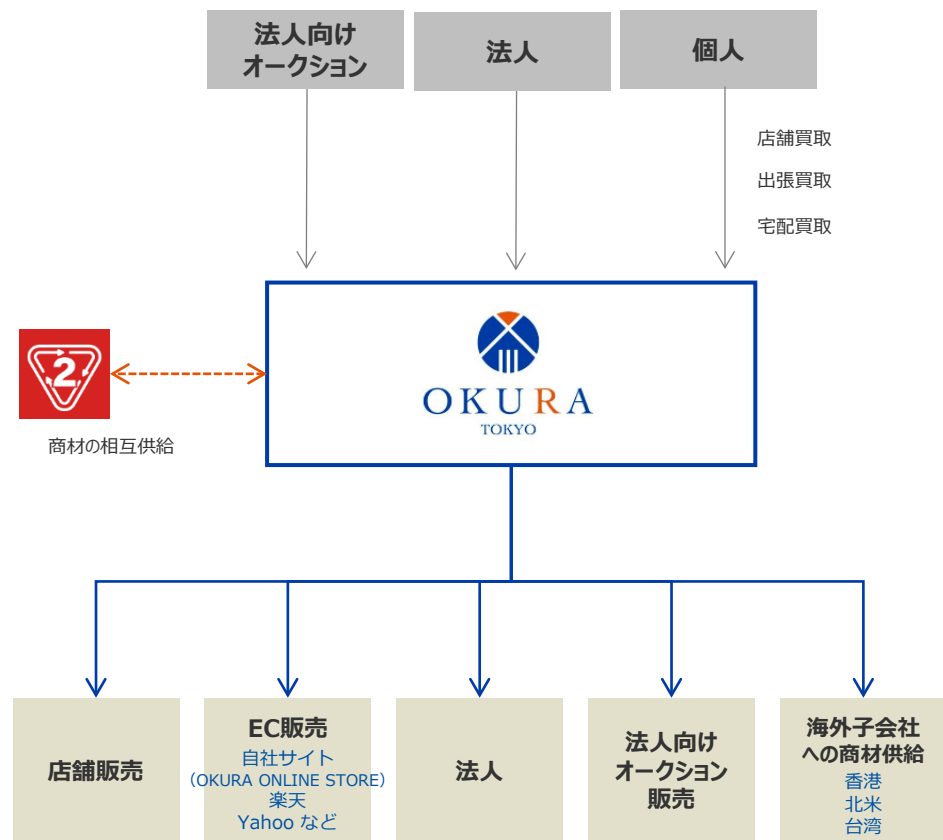 法人向け
オークション
法人
個人
店舗買取
出張買取
宅配買取
2
商材の相互供給
OKURA
TOKYO
店舗販売
EC販売
自社サイト
（OKURA ONLINE STORE）
楽天
Yahoo など
法人
法人向け
オークション
販売
海外子会社
への商材供給
香港
北米
台湾